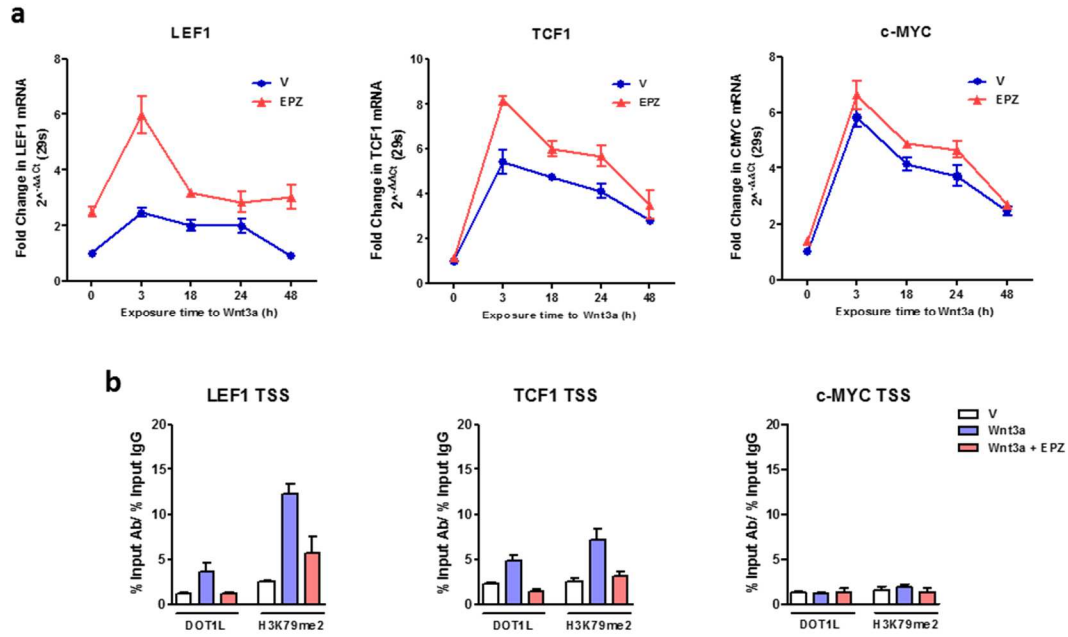 a
LEF1
Fold Change in LEF1 mRNA
2^-ΔΔCt (29s)
8
6
4
2
0
V
EPZ
0 3 18 24 48
Exposure time to Wnt3a (h)
TCF1
Fold Change in TCF1 mRNA
2^-ΔΔCt (29s)
10
8
6
4
2
0
V
EPZ
0 3 18 24 48
Exposure time to Wnt3a (h)
c-MYC
Fold Change in CMYC mRNA
2^-ΔΔCt (29s)
8
6
4
2
0
V
EPZ
0 3 18 24 48
Exposure time to Wnt3a (h)
b
LEF1 TSS
% Input Ab/ % Input IgG
20
15
10
5
0
DOT1L H3K79me2
TCF1 TSS
% Input Ab/ % Input IgG
20
15
10
5
0
DOT1L H3K79me2
c-MYC TSS
% Input Ab/ % Input IgG
20
15
10
5
0
DOT1L H3K79me2
V
Wnt3a
Wnt3a + EPZ